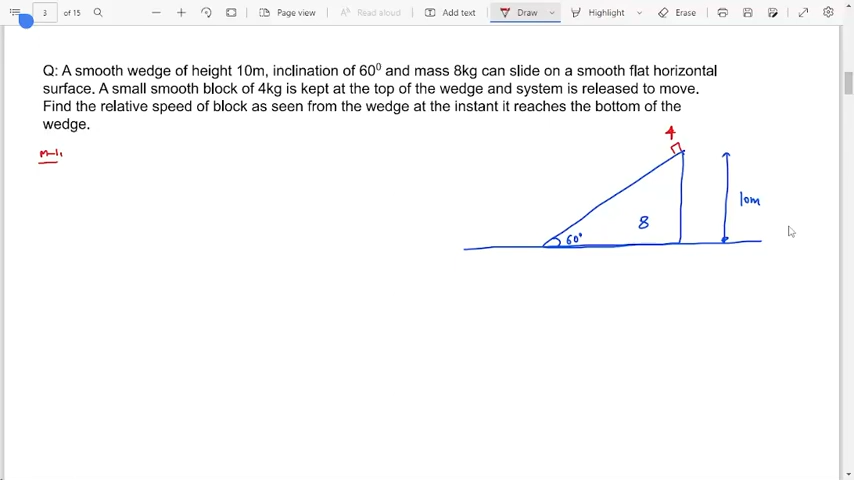 3 of 15 Page view Read aloud Add text Draw Highlight Erase
Q: A smooth wedge of height 10m, inclination of 60⁰ and mass 8kg can slide on a smooth flat horizontal
surface. A small smooth block of 4kg is kept at the top of the wedge and system is released to move.
Find the relative speed of block as seen from the wedge at the instant it reaches the bottom of the
wedge.
M-1.
4
10m
8
60°